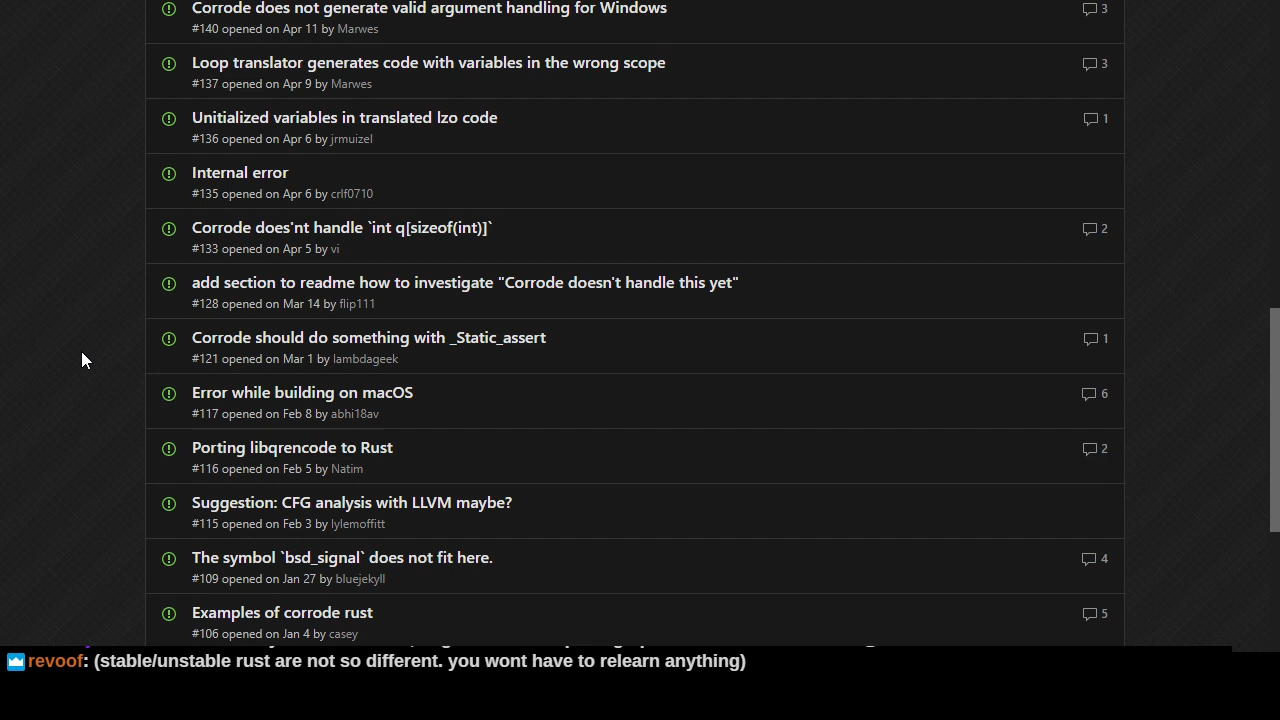 Corrode does not generate valid argument handling for Windows
3
#140 opened on Apr 11 by Marwes
Loop translator generates code with variables in the wrong scope
3
#137 opened on Apr 9 by Marwes
Unitialized variables in translated lzo code
1
#136 opened on Apr 6 by jrmuizel
Internal error
#135 opened on Apr 6 by crlf0710
Corrode does'nt handle `int q[sizeof(int)]`
2
#133 opened on Apr 5 by vi
add section to readme how to investigate "Corrode doesn't handle this yet"
#128 opened on Mar 14 by flip111
Corrode should do something with _Static_assert
1
#121 opened on Mar 1 by lambdageek
Error while building on macOS
6
#117 opened on Feb 8 by abhi18av
Porting libqrencode to Rust
2
#116 opened on Feb 5 by Natim
Suggestion: CFG analysis with LLVM maybe?
#115 opened on Feb 3 by lylemoffitt
The symbol `bsd_signal` does not fit here.
4
#109 opened on Jan 27 by bluejekyll
Examples of corrode rust
5
#106 opened on Jan 4 by casey
revoof: (stable/unstable rust are not so different. you wont have to relearn anything)